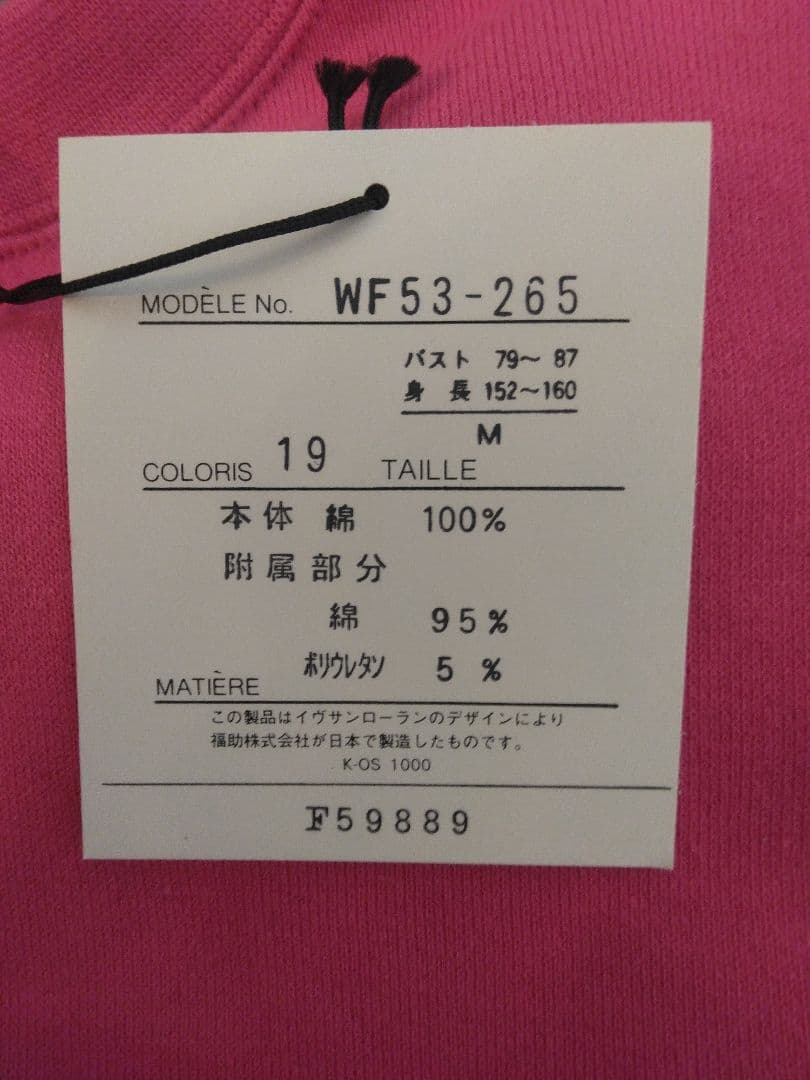 MODÈLE No. WF53-265
バスト 79～87
身長 152～160
M
COLORIS 19 TAILLE
本体 綿 100%
附属部分
綿 95%
ポリウレタン 5%
MATIÈRE
この製品はイヴサンローランのデザインにより
福助株式会社が日本で製造したものです。
K-OS 1000
F59889